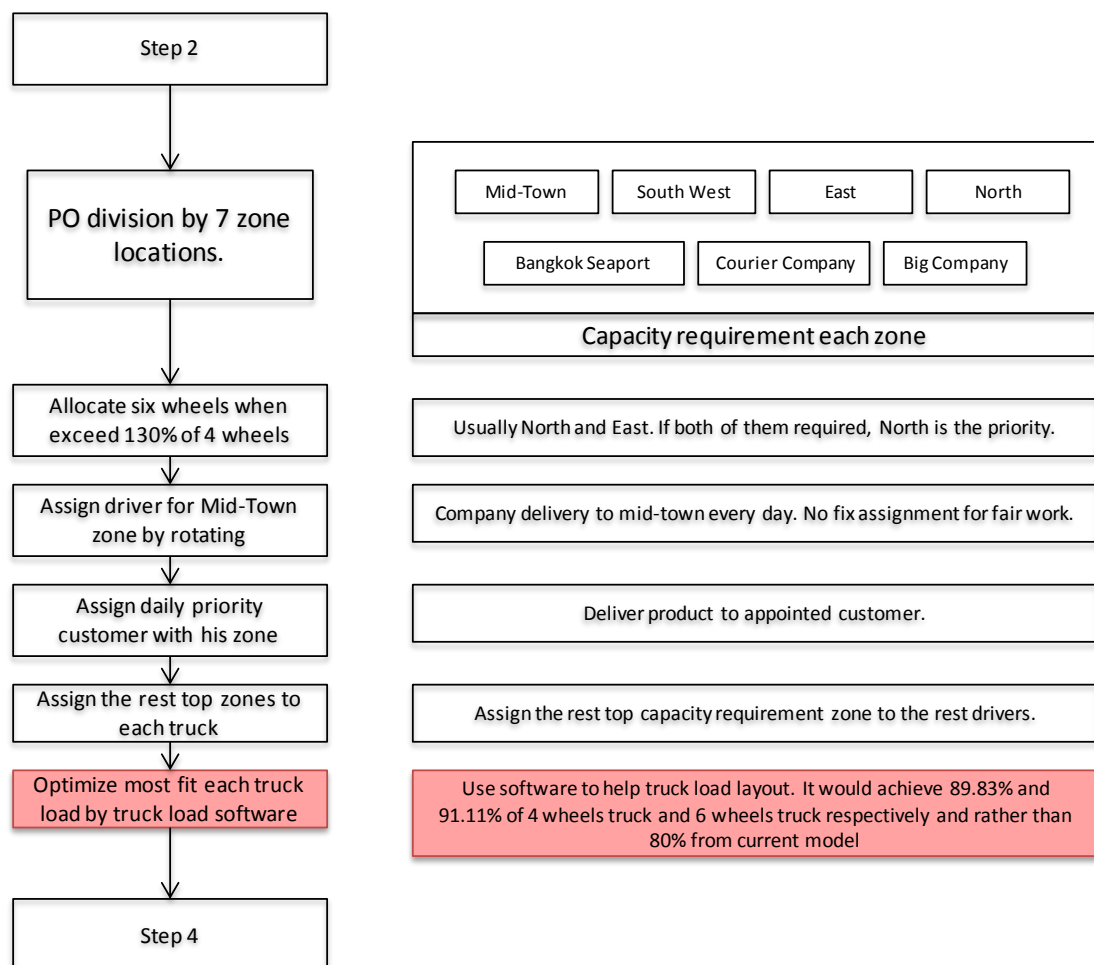 Step 2
PO division by 7 zone
locations.
Mid-Town
South West
East
North
Bangkok Seaport
Courier Company
Big Company
Capacity requirement each zone
Allocate six wheels when
exceed 130% of 4 wheels
Usually North and East. If both of them required, North is the priority.
Assign driver for Mid-Town
zone by rotating
Company delivery to mid-town every day. No fix assignment for fair work.
Assign daily priority
customer with his zone
Deliver product to appointed customer.
Assign the rest top zones to
each truck
Assign the rest top capacity requirement zone to the rest drivers.
Optimize most fit each truck
load by truck load software
Use software to help truck load layout. It would achieve 89.83% and
91.11% of 4 wheels truck and 6 wheels truck respectively and rather than
80% from current model
Step 4